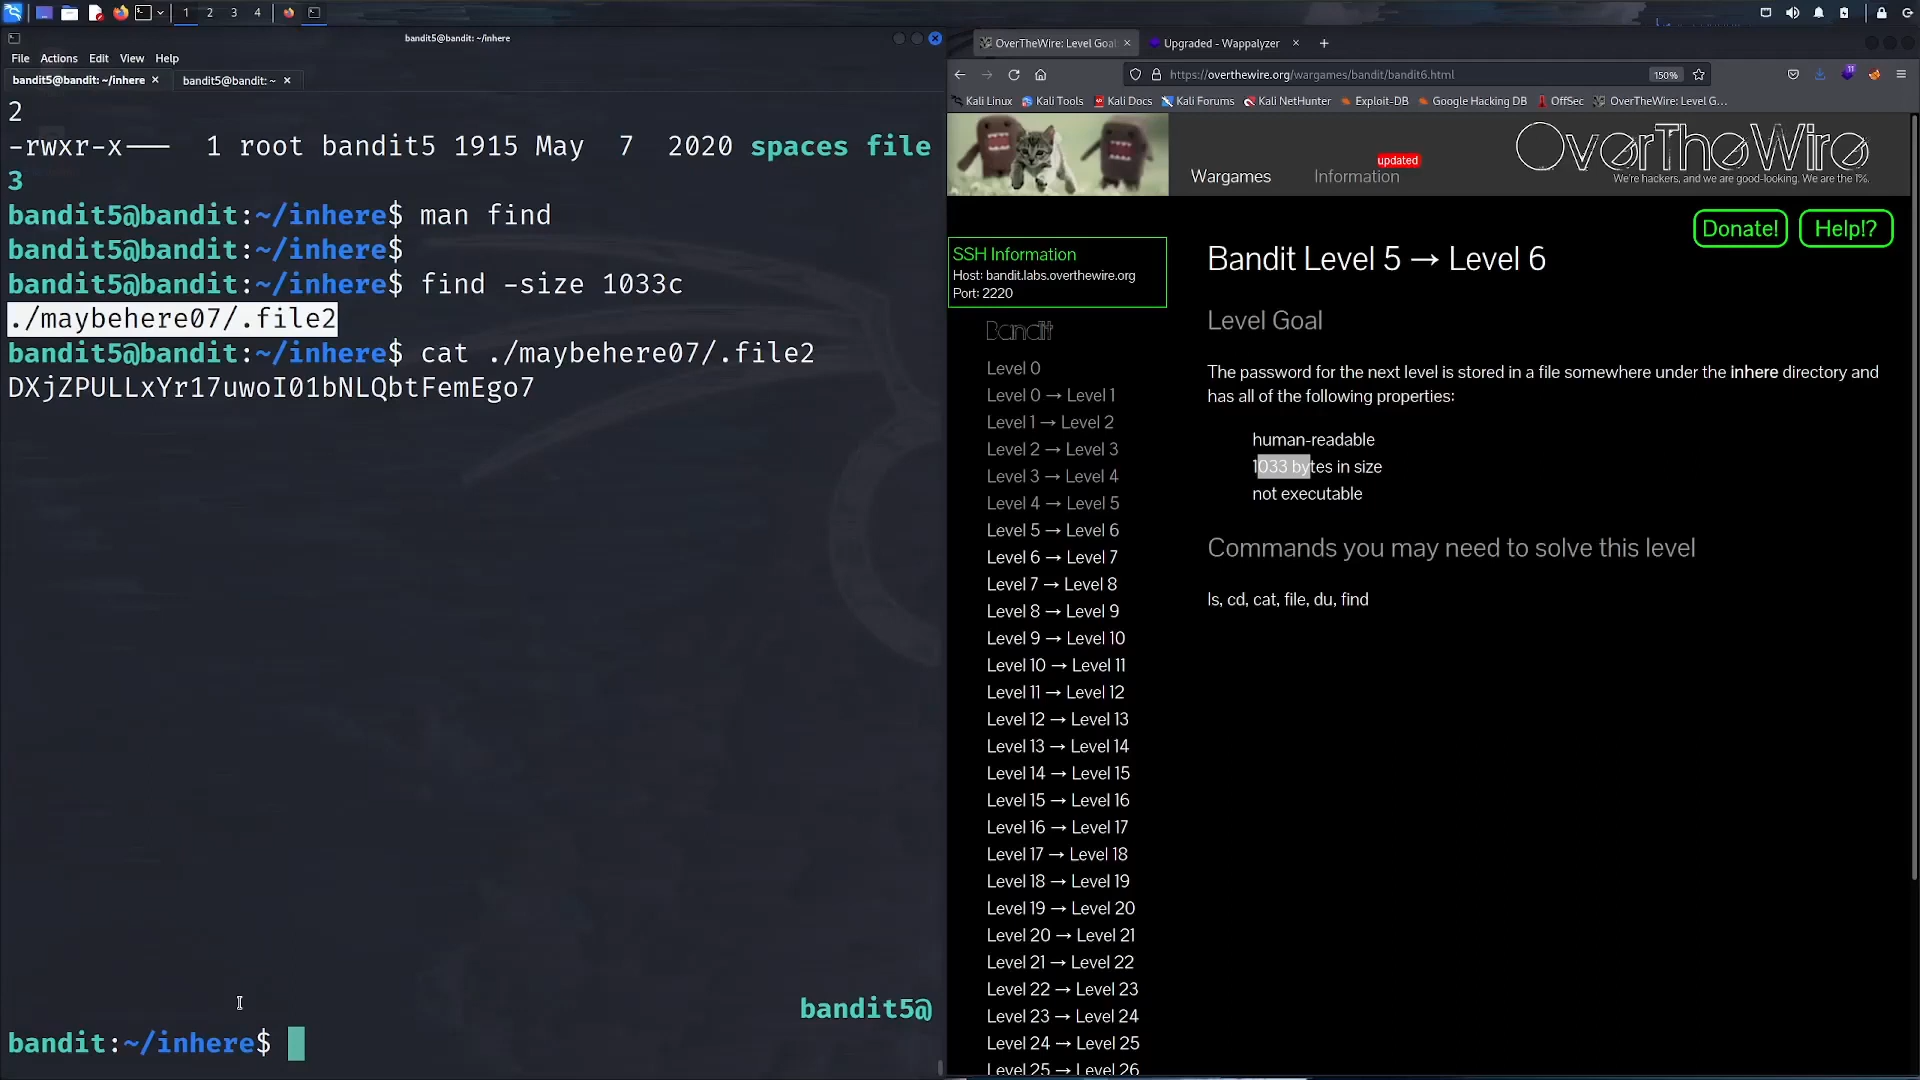 1 2 3 4
bandit5@bandit: ~/inhere
File Actions Edit View Help
bandit5@bandit: ~/inhere × bandit5@bandit: ~ ×
2
-rwxr-x--- 1 root bandit5 1915 May 7 2020 spaces file
3
bandit5@bandit:~/inhere$ man find
bandit5@bandit:~/inhere$
bandit5@bandit:~/inhere$ find -size 1033c
./maybehere07/.file2
bandit5@bandit:~/inhere$ cat ./maybehere07/.file2
DXjZPULLxYr17uwoI01bNLQbtFemEgo7
bandit5@
bandit:~/inhere$
OverTheWire: Level Goal × Upgraded - Wappalyzer × +
https://overthewire.org/wargames/bandit/bandit6.html 150%
Kali Linux Kali Tools Kali Docs Kali Forums Kali NetHunter Exploit-DB Google Hacking DB OffSec OverTheWire: Level G...
Wargames Information updated
OverTheWire
We're hackers, and we are good-looking. We are the 1%.
Donate! Help!?
SSH Information
Host: bandit.labs.overthewire.org
Port: 2220
Bandit
Level 0
Level 0 → Level 1
Level 1 → Level 2
Level 2 → Level 3
Level 3 → Level 4
Level 4 → Level 5
Level 5 → Level 6
Level 6 → Level 7
Level 7 → Level 8
Level 8 → Level 9
Level 9 → Level 10
Level 10 → Level 11
Level 11 → Level 12
Level 12 → Level 13
Level 13 → Level 14
Level 14 → Level 15
Level 15 → Level 16
Level 16 → Level 17
Level 17 → Level 18
Level 18 → Level 19
Level 19 → Level 20
Level 20 → Level 21
Level 21 → Level 22
Level 22 → Level 23
Level 23 → Level 24
Level 24 → Level 25
Level 25 → Level 26
Bandit Level 5 → Level 6
Level Goal
The password for the next level is stored in a file somewhere under the inhere directory and
has all of the following properties:
human-readable
1033 bytes in size
not executable
Commands you may need to solve this level
ls, cd, cat, file, du, find